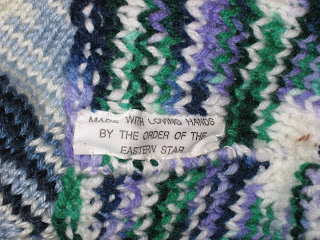 MADE WITH LOVING HANDS
BY THE ORDER OF THE
EASTERN STAR